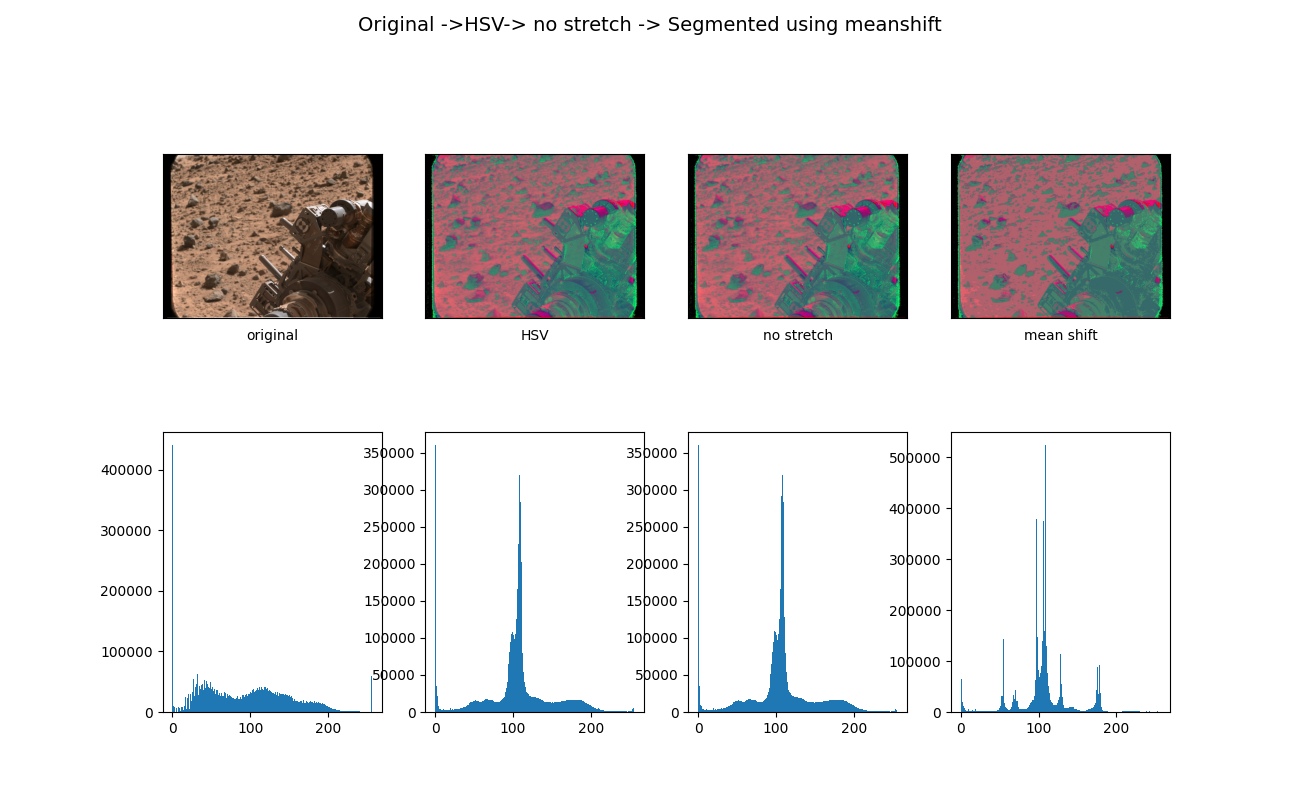 Original ->HSV-> no stretch -> Segmented using meanshift
original HSV no stretch mean shift
400000 300000 200000 100000 0
0 100 200
350000 300000 250000 200000 150000 100000 50000 0
0 100 200
350000 300000 250000 200000 150000 100000 50000 0
0 100 200
500000 400000 300000 200000 100000 0
0 100 200